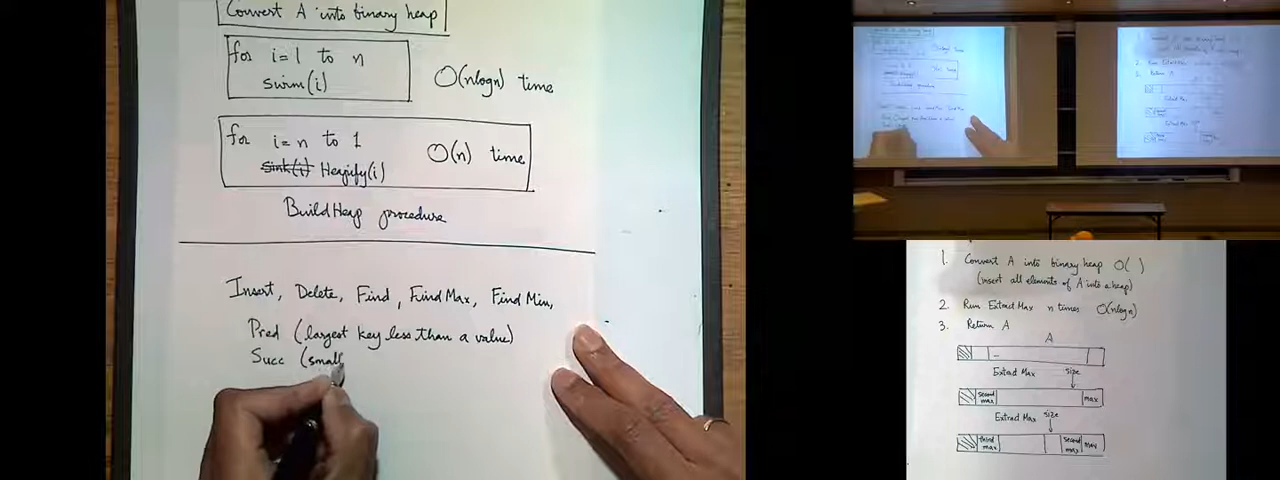 Convert A into binary heap
for i=1 to n
swim(i)
O(nlogn) time
for i=n to 1
Sink(i) Heapify(i)
O(n) time
BuildHeap procedure
Insert, Delete, Find, FindMax, FindMin,
Pred (largest key less than a value)
Succ (small
1. Convert A into binary heap O( )
(insert all elements of A into a heap)
2. Run ExtractMax n times O(nlogn)
3. Return A
A
Extract Max size
second max max
Extract Max size
third max second max max